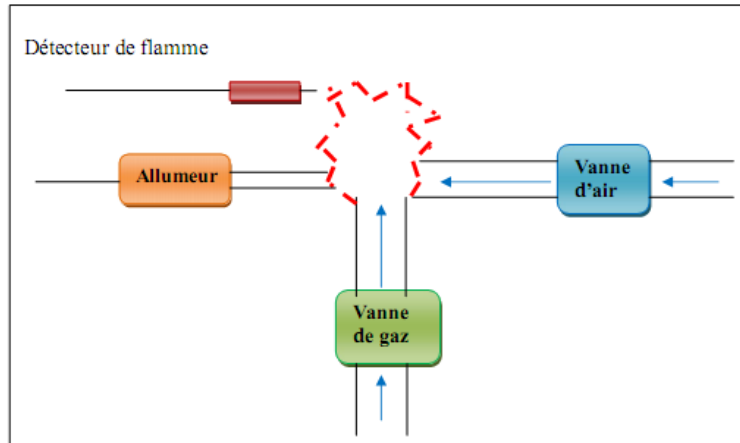 Détecteur de flamme
Allumeur
Vanne
d'air
Vanne
de gaz